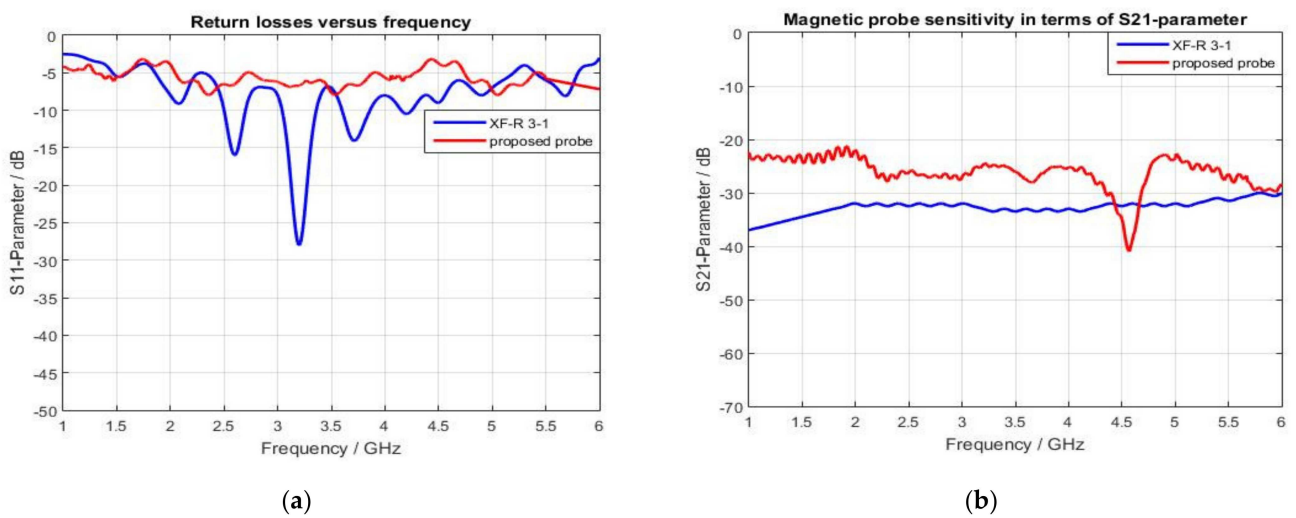 Return losses versus frequency
S11-Parameter / dB
0
-5
-10
-15
-20
-25
-30
-35
-40
-45
-50
XF-R 3-1
proposed probe
1 1.5 2 2.5 3 3.5 4 4.5 5 5.5 6
Frequency / GHz
(a)
Magnetic probe sensitivity in terms of S21-parameter
S21-Parameter / dB
0
-10
-20
-30
-40
-50
-60
-70
XF-R 3-1
proposed probe
1 1.5 2 2.5 3 3.5 4 4.5 5 5.5 6
Frequency / GHz
(b)